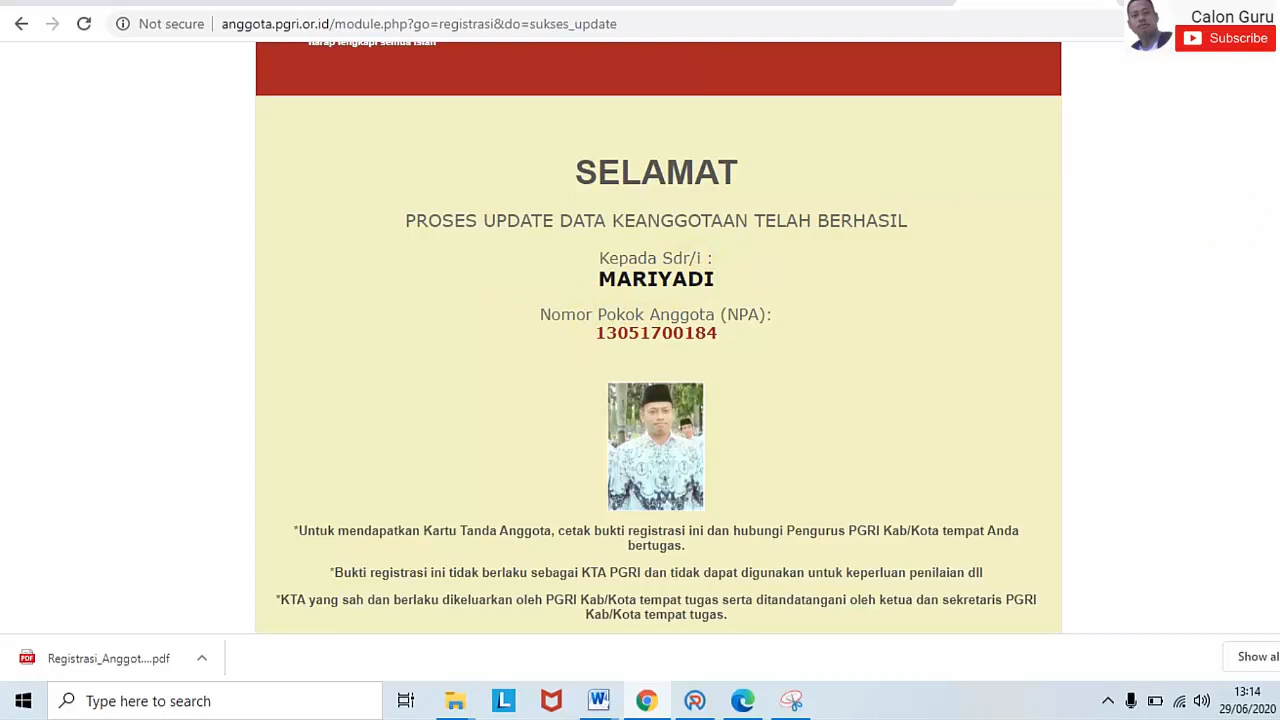 Not secure
anggota.pgri.or.id/module.php?go=registrasi&do=sukses_update
Calon Guru
Subscribe
harap lengkapi semua isian
SELAMAT
PROSES UPDATE DATA KEANGGOTAAN TELAH BERHASIL
Kepada Sdr/i :
MARIYADI
Nomor Pokok Anggota (NPA):
13051700184
*Untuk mendapatkan Kartu Tanda Anggota, cetak bukti registrasi ini dan hubungi Pengurus PGRI Kab/Kota tempat Anda
bertugas.
*Bukti registrasi ini tidak berlaku sebagai KTA PGRI dan tidak dapat digunakan untuk keperluan penilaian dll
*KTA yang sah dan berlaku dikeluarkan oleh PGRI Kab/Kota tempat tugas serta ditandatangani oleh ketua dan sekretaris PGRI
Kab/Kota tempat tugas.
PDF
Registrasi_Anggot....pdf
Show al
Type here to search
L
W
13:14
29/06/2020